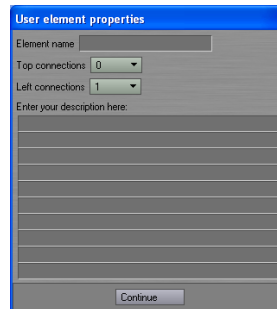 User element properties
Element name
Top connections 0
Left connections 1
Enter your description here:
Continue